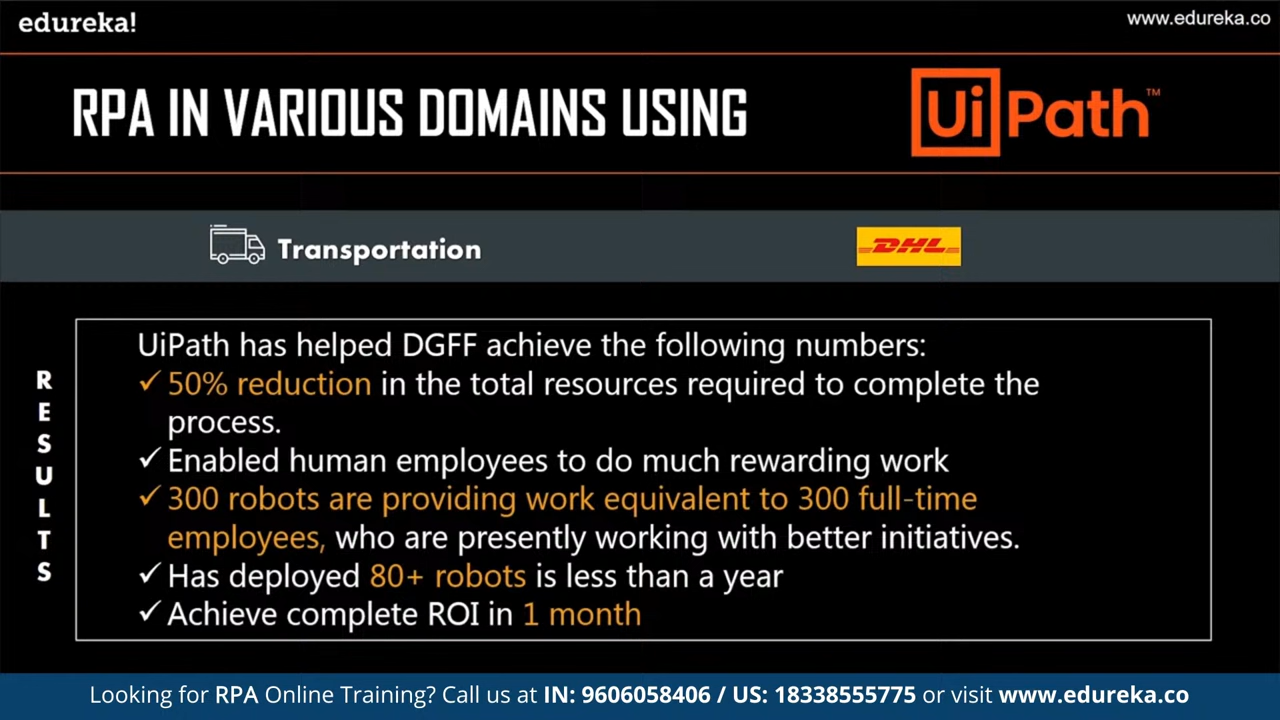 edureka!
www.edureka.co
RPA IN VARIOUS DOMAINS USING
UiPath™
Transportation
DHL
RESULTS
UiPath has helped DGFF achieve the following numbers:
✓ 50% reduction in the total resources required to complete the
process.
✓ Enabled human employees to do much rewarding work
✓ 300 robots are providing work equivalent to 300 full-time
employees, who are presently working with better initiatives.
✓ Has deployed 80+ robots is less than a year
✓ Achieve complete ROI in 1 month
Looking for RPA Online Training? Call us at IN: 9606058406 / US: 18338555775 or visit www.edureka.co